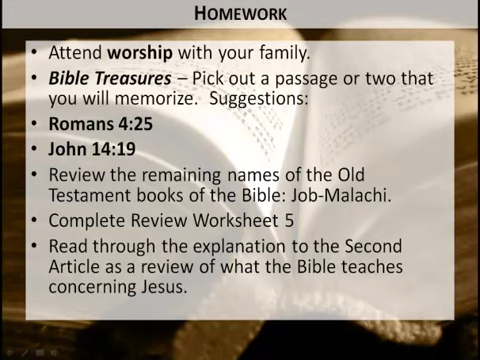 HOMEWORK
• Attend worship with your family.
• Bible Treasures – Pick out a passage or two that
you will memorize.  Suggestions:
• Romans 4:25
• John 14:19
• Review the remaining names of the Old
Testament books of the Bible: Job-Malachi.
• Complete Review Worksheet 5
• Read through the explanation to the Second
Article as a review of what the Bible teaches
concerning Jesus.